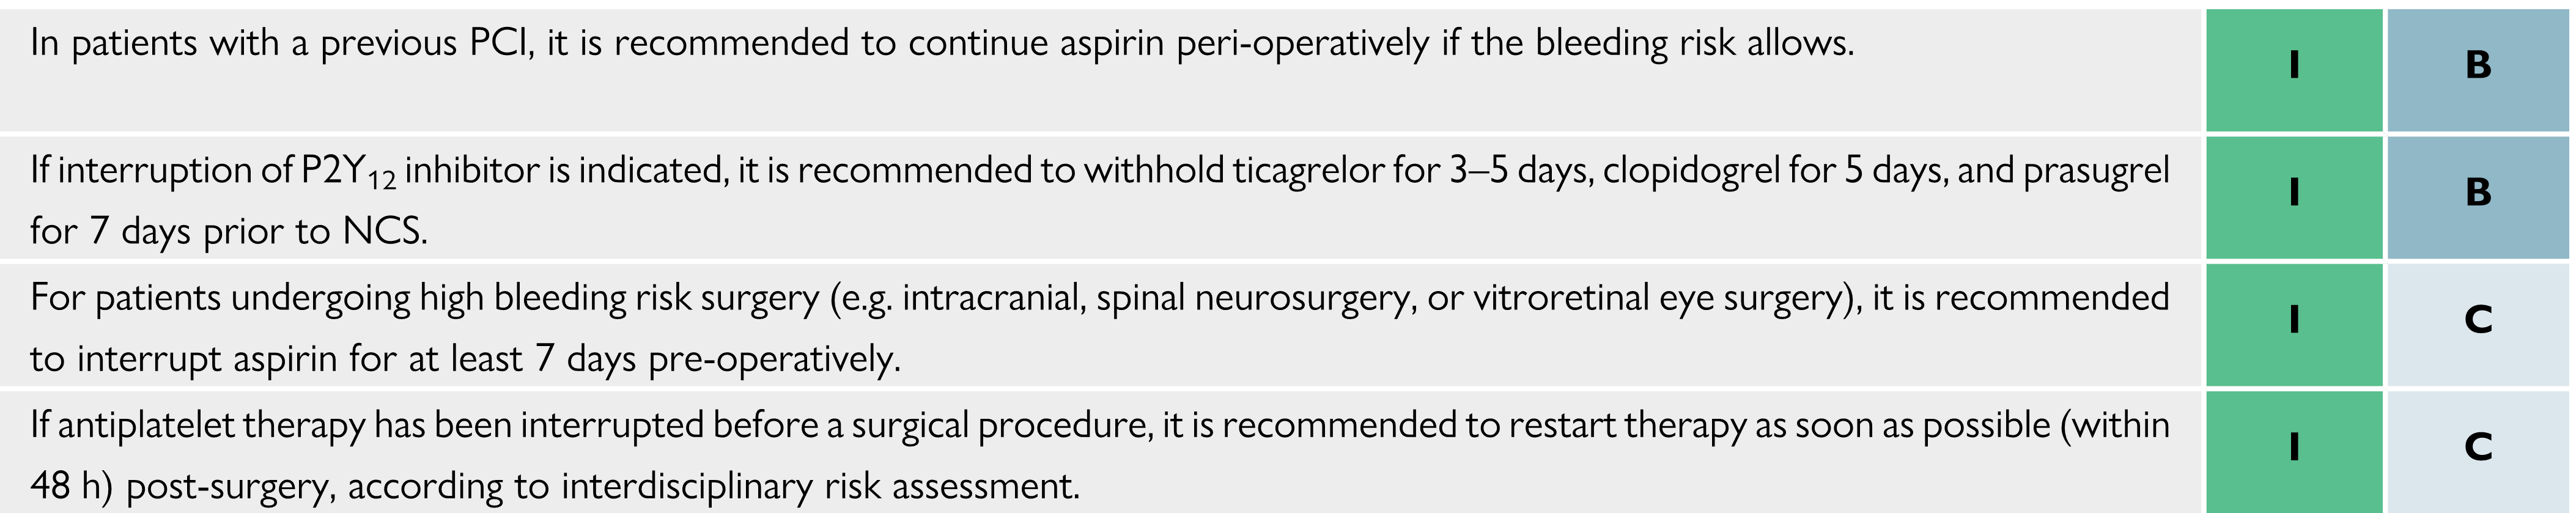 In patients with a previous PCI, it is recommended to continue aspirin peri-operatively if the bleeding risk allows.
I
B
If interruption of P2Y₁₂ inhibitor is indicated, it is recommended to withhold ticagrelor for 3–5 days, clopidogrel for 5 days, and prasugrel
for 7 days prior to NCS.
I
B
For patients undergoing high bleeding risk surgery (e.g. intracranial, spinal neurosurgery, or vitroretinal eye surgery), it is recommended
to interrupt aspirin for at least 7 days pre-operatively.
I
C
If antiplatelet therapy has been interrupted before a surgical procedure, it is recommended to restart therapy as soon as possible (within
48 h) post-surgery, according to interdisciplinary risk assessment.
I
C